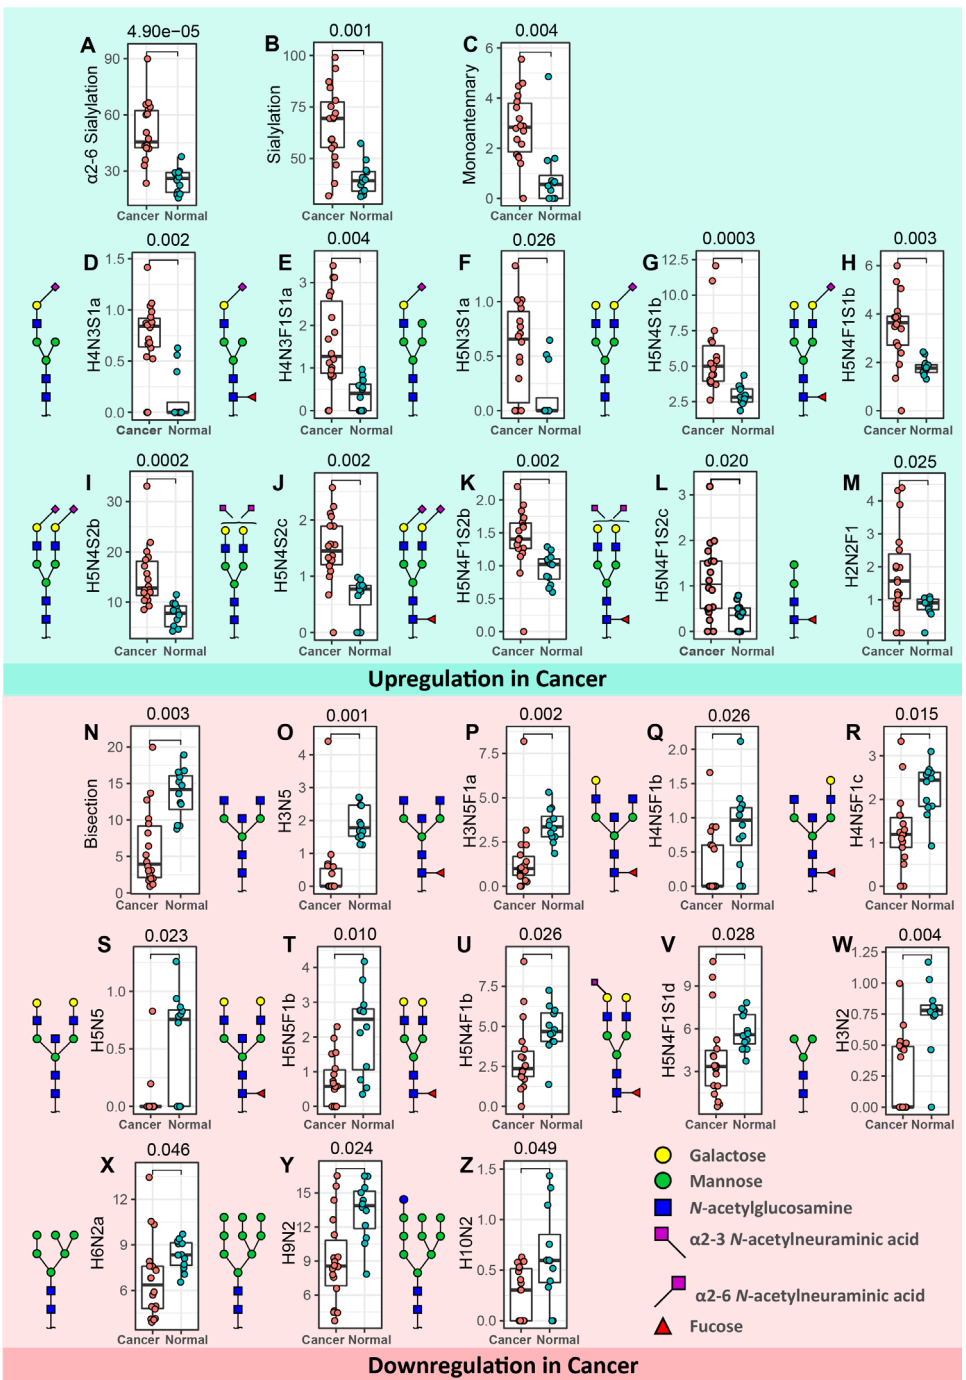 A
4.90e−05
α2-6 Sialylation
90
60
30
Cancer Normal
B
0.001
Sialylation
100
75
50
Cancer Normal
C
0.004
Monoantennary
6
4
2
0
Cancer Normal
D
0.002
H4N3S1a
1.5
1.0
0.5
0.0
Cancer Normal
E
0.004
H4N3F1S1a
3
2
1
0
Cancer Normal
F
0.026
H5N3S1a
1.0
0.5
0.0
Cancer Normal
G
0.0003
H5N4S1b
12.5
10.0
7.5
5.0
2.5
Cancer Normal
H
0.003
H5N4F1S1b
6
4
2
0
Cancer Normal
I
0.0002
H5N4S2b
30
20
10
Cancer Normal
J
0.002
H5N4S2c
2
1
0
Cancer Normal
K
0.002
H5N4F1S2b
2.0
1.5
1.0
0.5
0.0
Cancer Normal
L
0.020
H5N4F1S2c
3
2
1
0
Cancer Normal
M
0.025
H2N2F1
4
3
2
1
0
Cancer Normal
Upregulation in Cancer
N
0.003
Bisection
20
15
10
5
0
Cancer Normal
O
0.001
H3N5
4
3
2
1
0
Cancer Normal
P
0.002
H3N5F1a
7.5
5.0
2.5
0.0
Cancer Normal
Q
0.026
H4N5F1b
2.0
1.5
1.0
0.5
0.0
Cancer Normal
R
0.015
H4N5F1c
3
2
1
0
Cancer Normal
S
0.023
H5N5
1.0
0.5
0.0
Cancer Normal
T
0.010
H5N5F1b
4
3
2
1
0
Cancer Normal
U
0.026
H5N4F1b
7.5
5.0
2.5
0.0
Cancer Normal
V
0.028
H5N4F1S1d
9
6
3
0
Cancer Normal
W
0.004
H3N2
1.25
1.00
0.75
0.50
0.25
0.00
Cancer Normal
X
0.046
H6N2a
12
9
6
Cancer Normal
Y
0.024
H9N2
15
12
9
6
Cancer Normal
Z
0.049
H10N2
1.5
1.0
0.5
0.0
Cancer Normal
Galactose
Mannose
N-acetylglucosamine
α2-3 N-acetylneuraminic acid
α2-6 N-acetylneuraminic acid
Fucose
Downregulation in Cancer